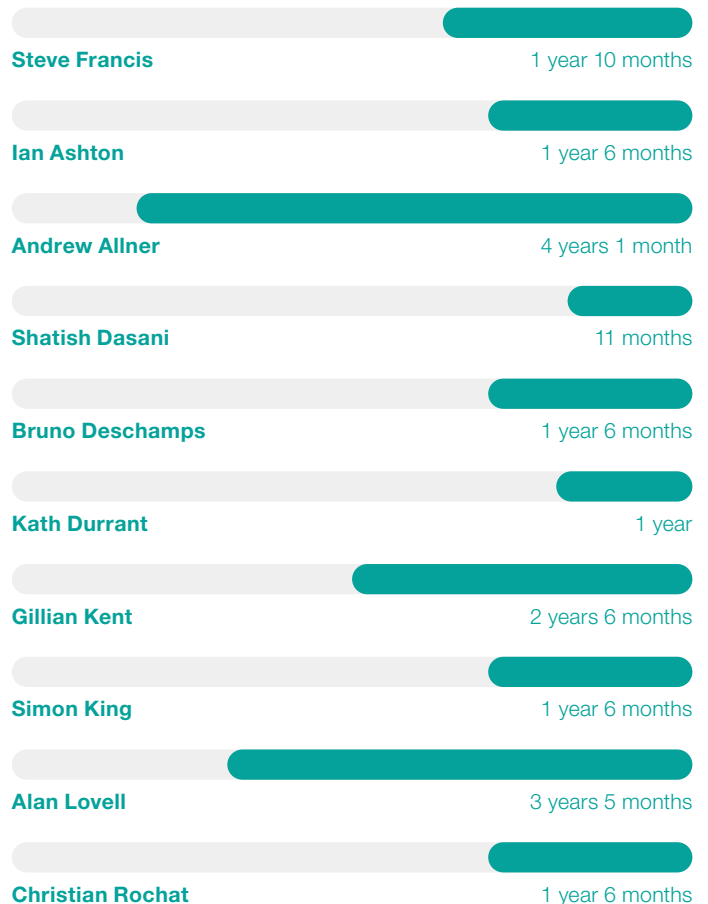 Steve Francis 1 year 10 months
Ian Ashton 1 year 6 months
Andrew Allner 4 years 1 month
Shatish Dasani 11 months
Bruno Deschamps 1 year 6 months
Kath Durrant 1 year
Gillian Kent 2 years 6 months
Simon King 1 year 6 months
Alan Lovell 3 years 5 months
Christian Rochat 1 year 6 months